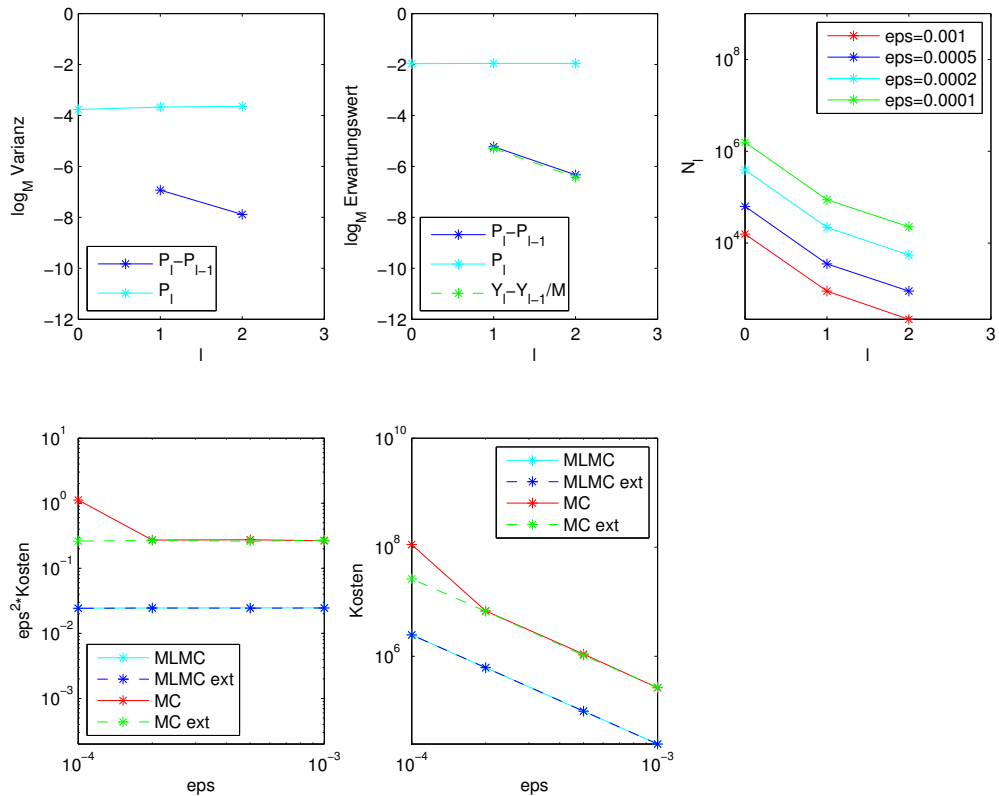 0
−2
−4
−6
−8
−10
−12
0 1 2 3
l
log_M Varianz
P_l−P_{l−1}
P_l
0
−2
−4
−6
−8
−10
−12
0 1 2 3
l
log_M Erwartungswert
P_l−P_{l−1}
P_l
Y_l−Y_{l−1}/M
10^8
10^6
10^4
0 1 2 3
l
N_l
eps=0.001
eps=0.0005
eps=0.0002
eps=0.0001
10^1
10^0
10^−1
10^−2
10^−3
10^−4 10^−3
eps
eps^2*Kosten
MLMC
MLMC ext
MC
MC ext
10^10
10^8
10^6
10^−4 10^−3
eps
Kosten
MLMC
MLMC ext
MC
MC ext